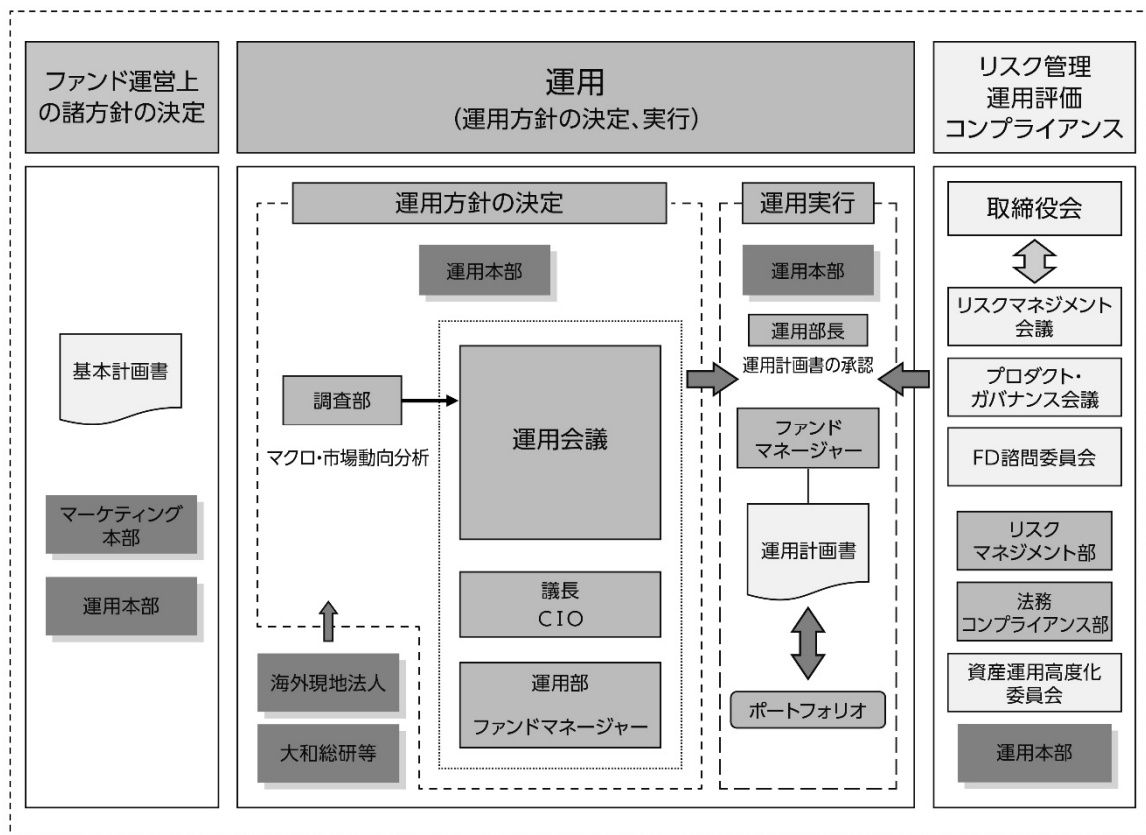 ファンド運営上
の諸方針の決定
基本計画書
マーケティング
本部
運用本部
運用
(運用方針の決定、実行)
運用方針の決定
運用本部
調査部
マクロ・市場動向分析
運用会議
議長
CIO
運用部
ファンドマネージャー
海外現地法人
大和総研等
運用実行
運用本部
運用部長
運用計画書の承認
ファンド
マネージャー
運用計画書
ポートフォリオ
リスク管理
運用評価
コンプライアンス
取締役会
リスクマネジメント
会議
プロダクト・
ガバナンス会議
FD諮問委員会
リスク
マネジメント部
法務
コンプライアンス部
資産運用高度化
委員会
運用本部